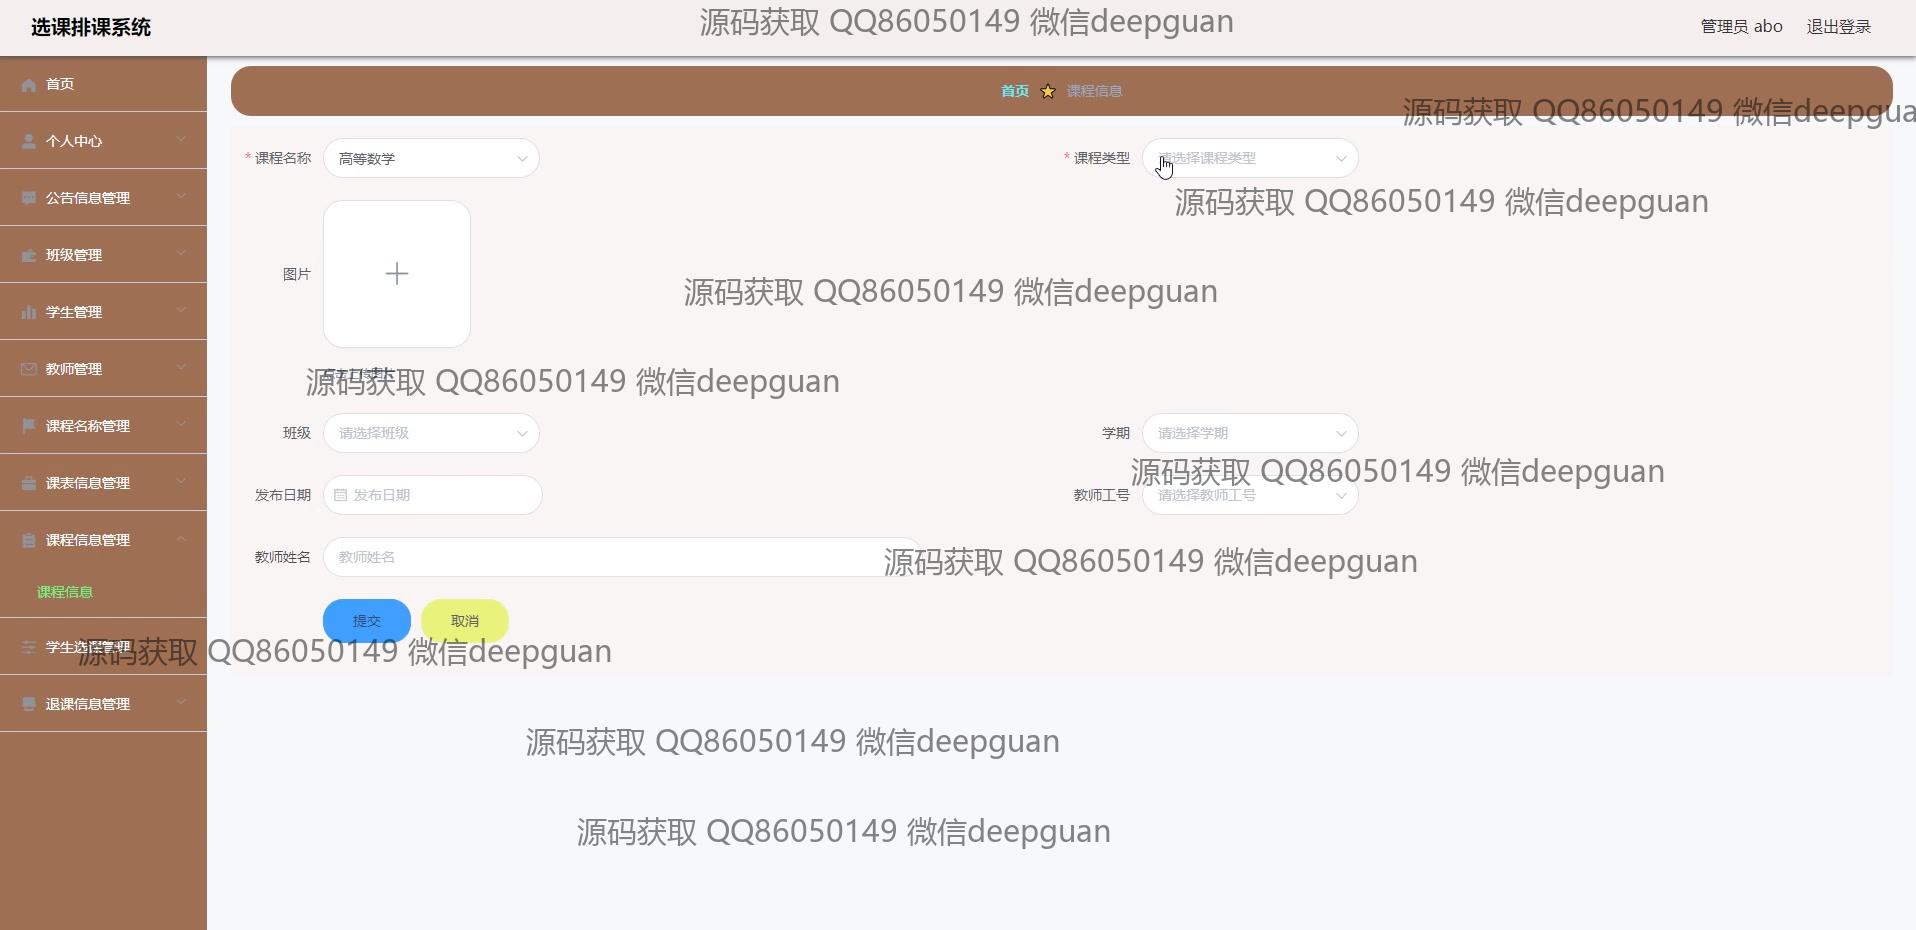 选课排课系统
源码获取 QQ86050149 微信deepguan
管理员 abo
退出登录
首页
个人中心
公告信息管理
班级管理
学生管理
教师管理
课程名称管理
课表信息管理
课程信息管理
课程信息
学生选课管理
退课信息管理
首页 课程信息
源码获取 QQ86050149 微信deepgua
* 课程名称 高等数学
* 课程类型 请选择课程类型
源码获取 QQ86050149 微信deepguan
图片
源码获取 QQ86050149 微信deepguan
点击上传图片
源码获取 QQ86050149 微信deepguan
班级 请选择班级
学期 请选择学期
源码获取 QQ86050149 微信deepguan
发布日期 发布日期
教师工号 请选择教师工号
教师姓名 教师姓名
源码获取 QQ86050149 微信deepguan
提交
取消
源码获取 QQ86050149 微信deepguan
源码获取 QQ86050149 微信deepguan
源码获取 QQ86050149 微信deepguan